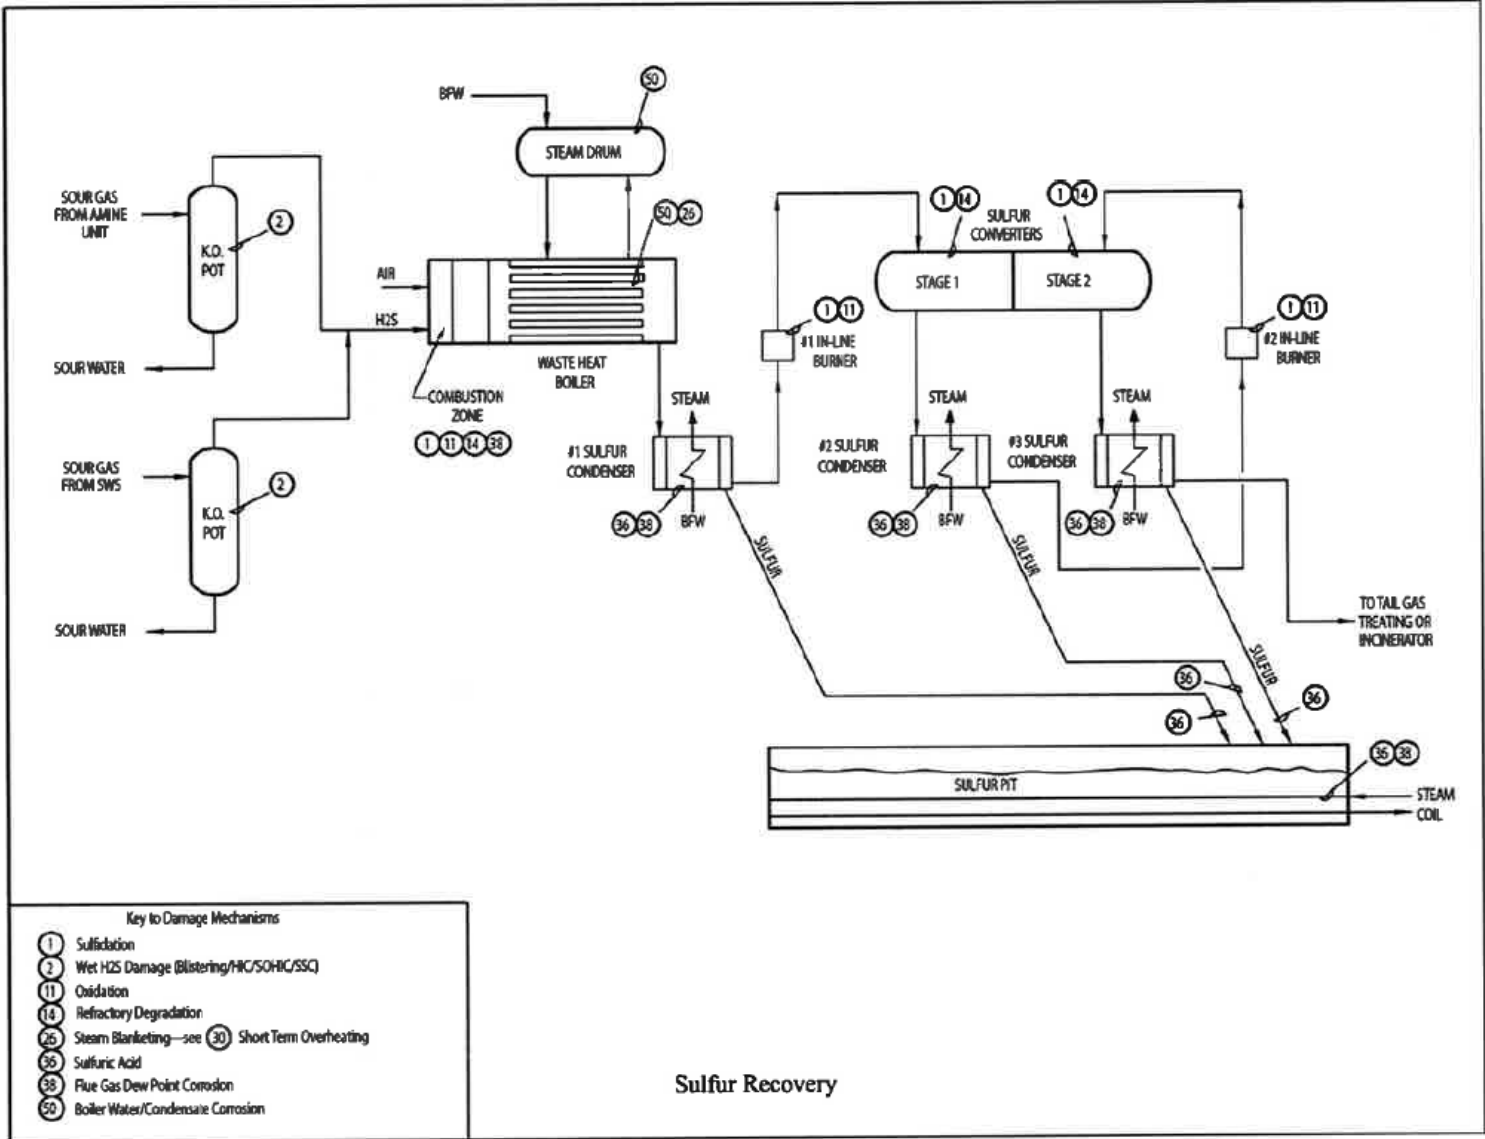 50
BFW
STEAM DRUM
SOUR GAS
FROM AMINE
UNIT
2
K.O.
POT
50 26
1 14
1 14
SULFUR
CONVERTERS
AIR
STAGE 1
STAGE 2
H2S
1 11
#1 IN-LINE
BURNER
1 11
#2 IN-LINE
BURNER
SOUR WATER
WASTE HEAT
BOILER
COMBUSTION
ZONE
1 11 14 38
STEAM
STEAM
STEAM
#1 SULFUR
CONDENSER
#2 SULFUR
CONDENSER
#3 SULFUR
CONDENSER
SOUR GAS
FROM SWS
2
K.O.
POT
36 38
BFW
36 38
BFW
36 38
BFW
SULFUR
SULFUR
SOUR WATER
TO TAIL GAS
TREATING OR
INCINERATOR
SULFUR
36
36
36
36 38
SULFUR PIT
STEAM
COIL
Key to Damage Mechanisms
1 Sulfidation
2 Wet H2S Damage (Blistering/HIC/SOHIC/SSC)
11 Oxidation
14 Refractory Degradation
26 Steam Blanketing—see 30 Short Term Overheating
36 Sulfuric Acid
38 Flue Gas Dew Point Corrosion
50 Boiler Water/Condensate Corrosion
Sulfur Recovery